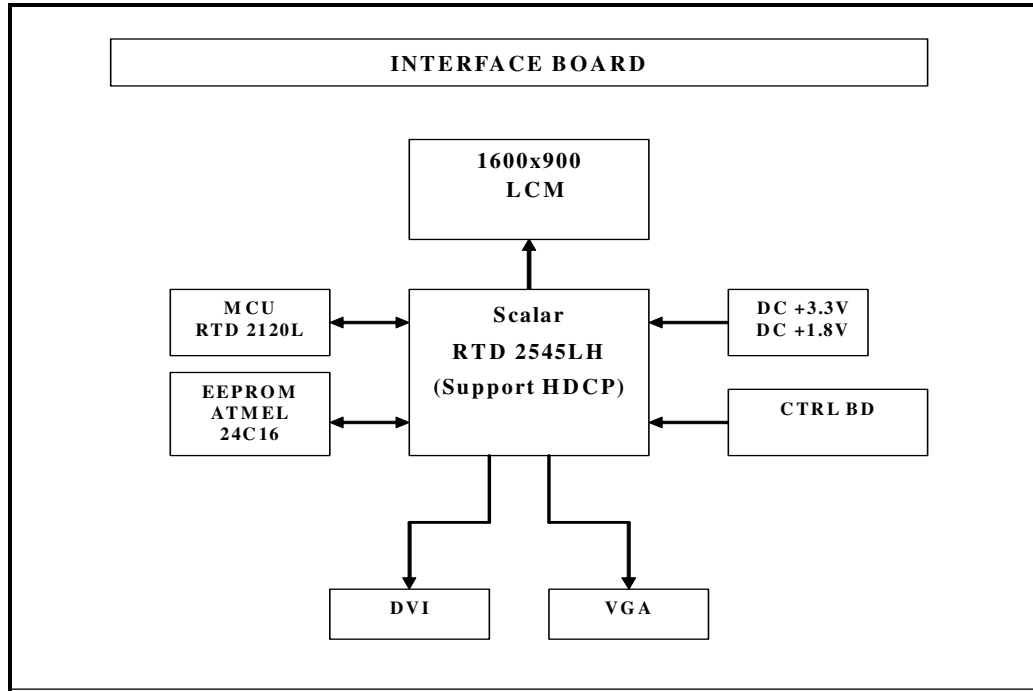 INTERFACE BOARD
1600x900
LCM
MCU
RTD 2120L
Scalar
RTD 2545LH
(Support HDCP)
DC +3.3V
DC +1.8V
EEPROM
ATMEL
24C16
CTRL BD
DVI
VGA